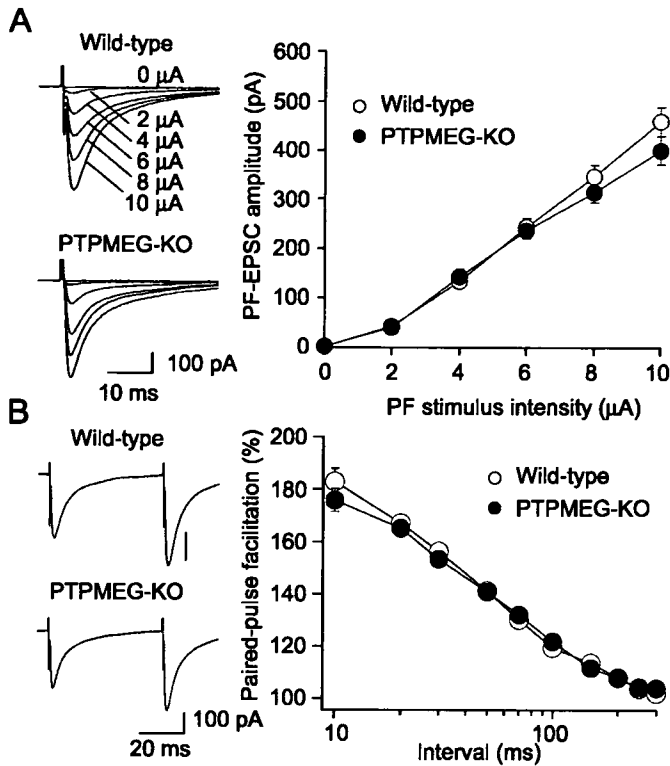 A
Wild-type
0 μA
2 μA
4 μA
6 μA
8 μA
10 μA
PTPMEG-KO
100 pA
10 ms
PF-EPSC amplitude (pA)
600
500
400
300
200
100
0
Wild-type
PTPMEG-KO
0 2 4 6 8 10
PF stimulus intensity (μA)
B
Wild-type
PTPMEG-KO
100 pA
20 ms
Paired-pulse facilitation (%)
200
180
160
140
120
100
Wild-type
PTPMEG-KO
10 100
Interval (ms)